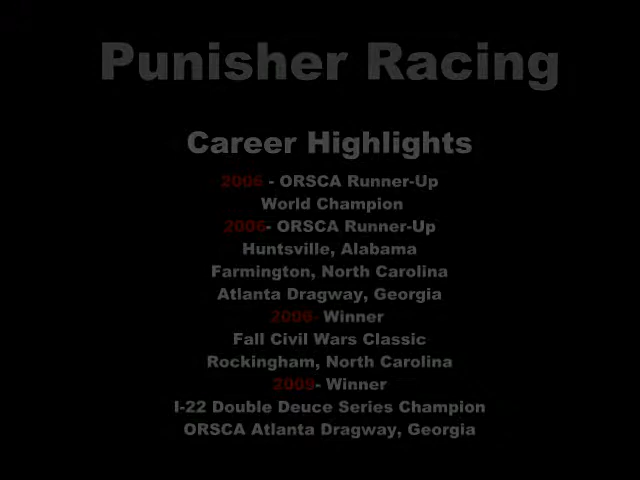 Punisher Racing
Career Highlights
2006 - ORSCA Runner-Up
World Champion
2006- ORSCA Runner-Up
Huntsville, Alabama
Farmington, North Carolina
Atlanta Dragway, Georgia
2006- Winner
Fall Civil Wars Classic
Rockingham, North Carolina
2009- Winner
I-22 Double Deuce Series Champion
ORSCA Atlanta Dragway, Georgia